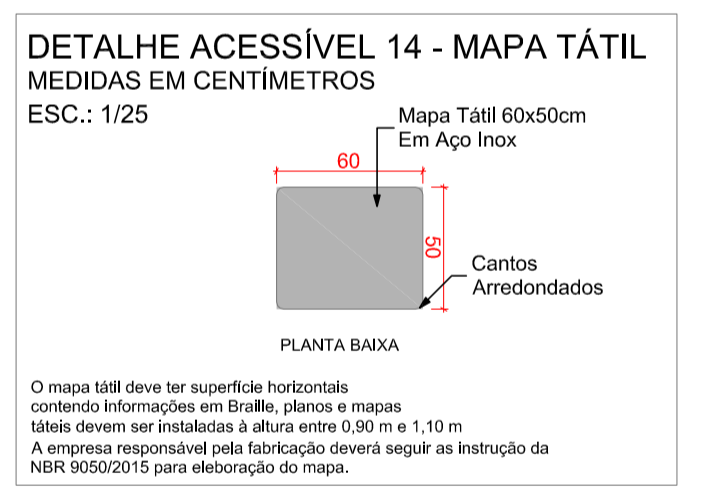 DETALHE ACESSÍVEL 14 - MAPA TÁTIL
MEDIDAS EM CENTÍMETROS
ESC.: 1/25
Mapa Tátil 60x50cm
Em Aço Inox
60
50
Cantos
Arredondados
PLANTA BAIXA
O mapa tátil deve ter superfície horizontais
contendo informações em Braille, planos e mapas
táteis devem ser instaladas à altura entre 0,90 m e 1,10 m
A empresa responsável pela fabricação deverá seguir as instrução da
NBR 9050/2015 para eleboração do mapa.